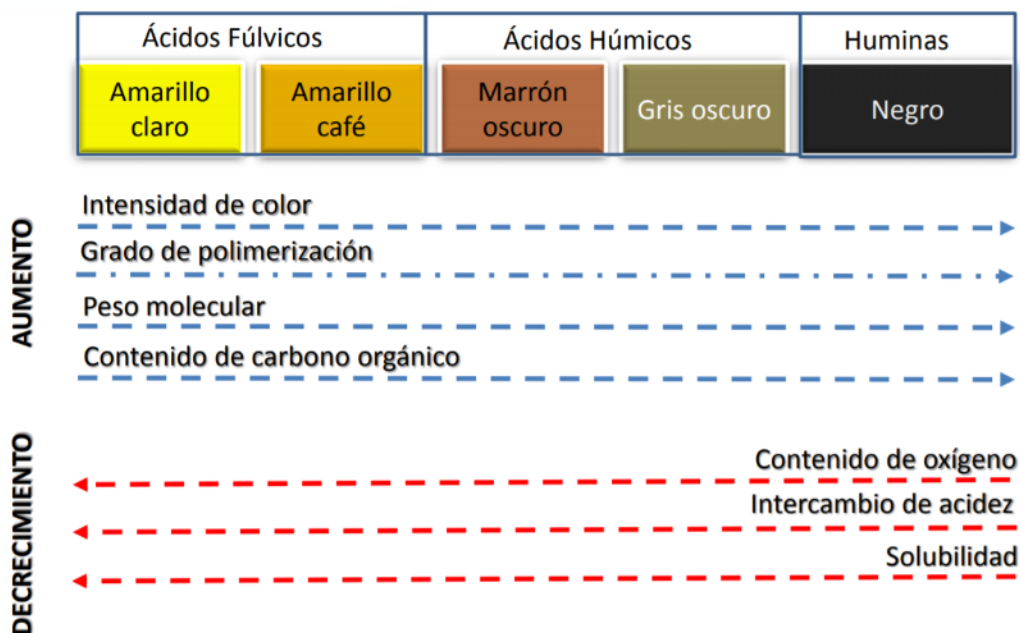 Ácidos Fúlvicos
Ácidos Húmicos
Huminas
Amarillo
claro
Amarillo
café
Marrón
oscuro
Gris oscuro
Negro
AUMENTO
Intensidad de color
Grado de polimerización
Peso molecular
Contenido de carbono orgánico
DECRECIMIENTO
Contenido de oxígeno
Intercambio de acidez
Solubilidad